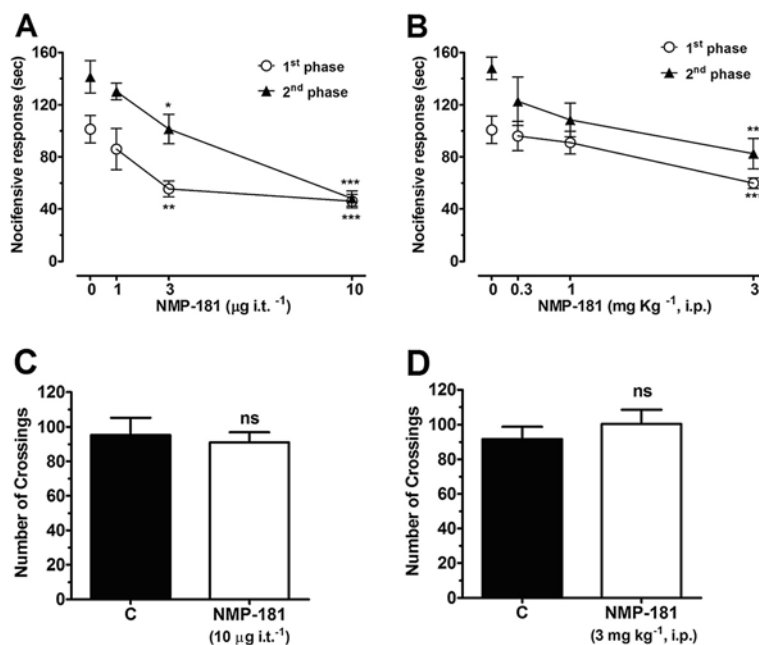 A
Nocifensive response (sec)
160
120
80
40
0
1st phase
2nd phase
*
**
***
***
0 1 3 10
NMP-181 (µg i.t. -1)
B
Nocifensive response (sec)
160
120
80
40
0
1st phase
2nd phase
**
***
0 0.3 1 3
NMP-181 (mg Kg -1, i.p.)
C
Number of Crossings
120
100
80
60
40
20
0
ns
C NMP-181
(10 µg i.t.-1)
D
Number of Crossings
120
100
80
60
40
20
0
ns
C NMP-181
(3 mg kg-1, i.p.)